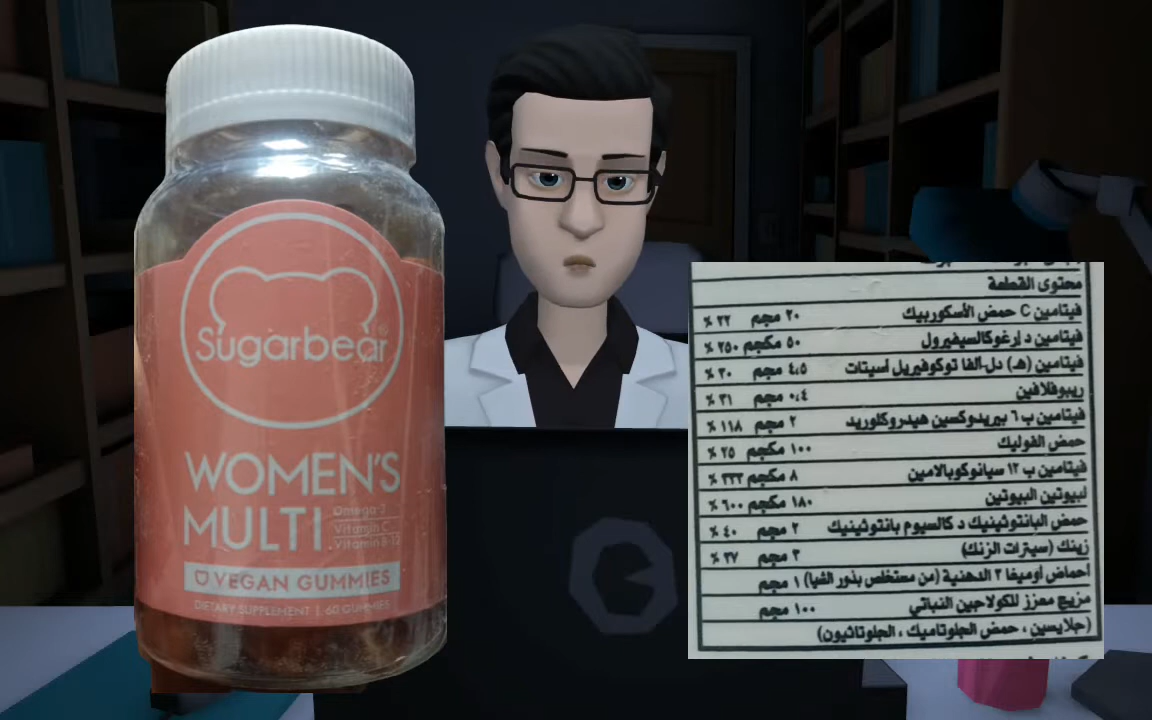 Sugarbear®
WOMEN'S
MULTI
Omega-3
Vitamin C
Vitamin B-12
VEGAN GUMMIES
DIETARY SUPPLEMENT | 60 GUMMIES
محتوى القطعة
فيتامين C حمض الأسكوربيك ٢٠ مجم ٢٢ ٪
فيتامين د إرغوكالسيفيرول ٥٠ مكجم ٢٥٠ ٪
فيتامين (هـ) دل-ألفا توكوفيريل أسيتات ٤,٥ مجم ٣٠ ٪
ريبوفلافين ٠,٤ مجم ٣١ ٪
فيتامين ب ٦ بيريدوكسين هيدروكلوريد ٢ مجم ١١٨ ٪
حمض الفوليك ١٠٠ مكجم ٢٥ ٪
فيتامين ب ١٢ سيانوكوبالامين ٨ مكجم ٣٣٣ ٪
لبيوتين البيوتين ١٨٠ مكجم ٦٠٠ ٪
حمض البانتوثينيك د كالسيوم بانتوثينيك ٢ مجم ٤٠ ٪
زينك (سيترات الزنك) ٣ مجم ٢٧ ٪
أحماض أوميغا ٣ الدهنية (من مستخلص بذور الشيا) ١ مجم
مزيج معزز للكولاجين النباتي ١٠٠ مجم
(جلايسين ، حمض الجلوتاميك ، الجلوتاثيون)